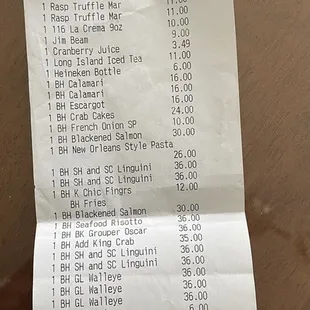 1 Rasp Truffle Mar 11.00
1 Rasp Truffle Mar 11.00
1 116 La Crema 9oz 10.00
1 Jim Beam 9.00
1 Cranberry Juice 3.49
1 Long Island Iced Tea 11.00
1 Heineken Bottle 6.00
1 BH Calamari 16.00
1 BH Calamari 16.00
1 BH Escargot 16.00
1 BH Crab Cakes 24.00
1 BH French Onion SP 10.00
1 BH Blackened Salmon 30.00
1 BH New Orleans Style Pasta
26.00
1 BH SH and SC Linguini 36.00
1 BH SH and SC Linguini 36.00
1 BH K Chic Fingrs 12.00
BH Fries
1 BH Blackened Salmon 30.00
1 BH Seafood Risotto 36.00
1 BH BK Grouper Oscar 36.00
1 BH Add King Crab 35.00
1 BH SH and SC Linguini 36.00
1 BH SH and SC Linguini 36.00
1 BH GL Walleye 36.00
1 BH GL Walleye 36.00
1 BH GL Walleye 36.00
6.00